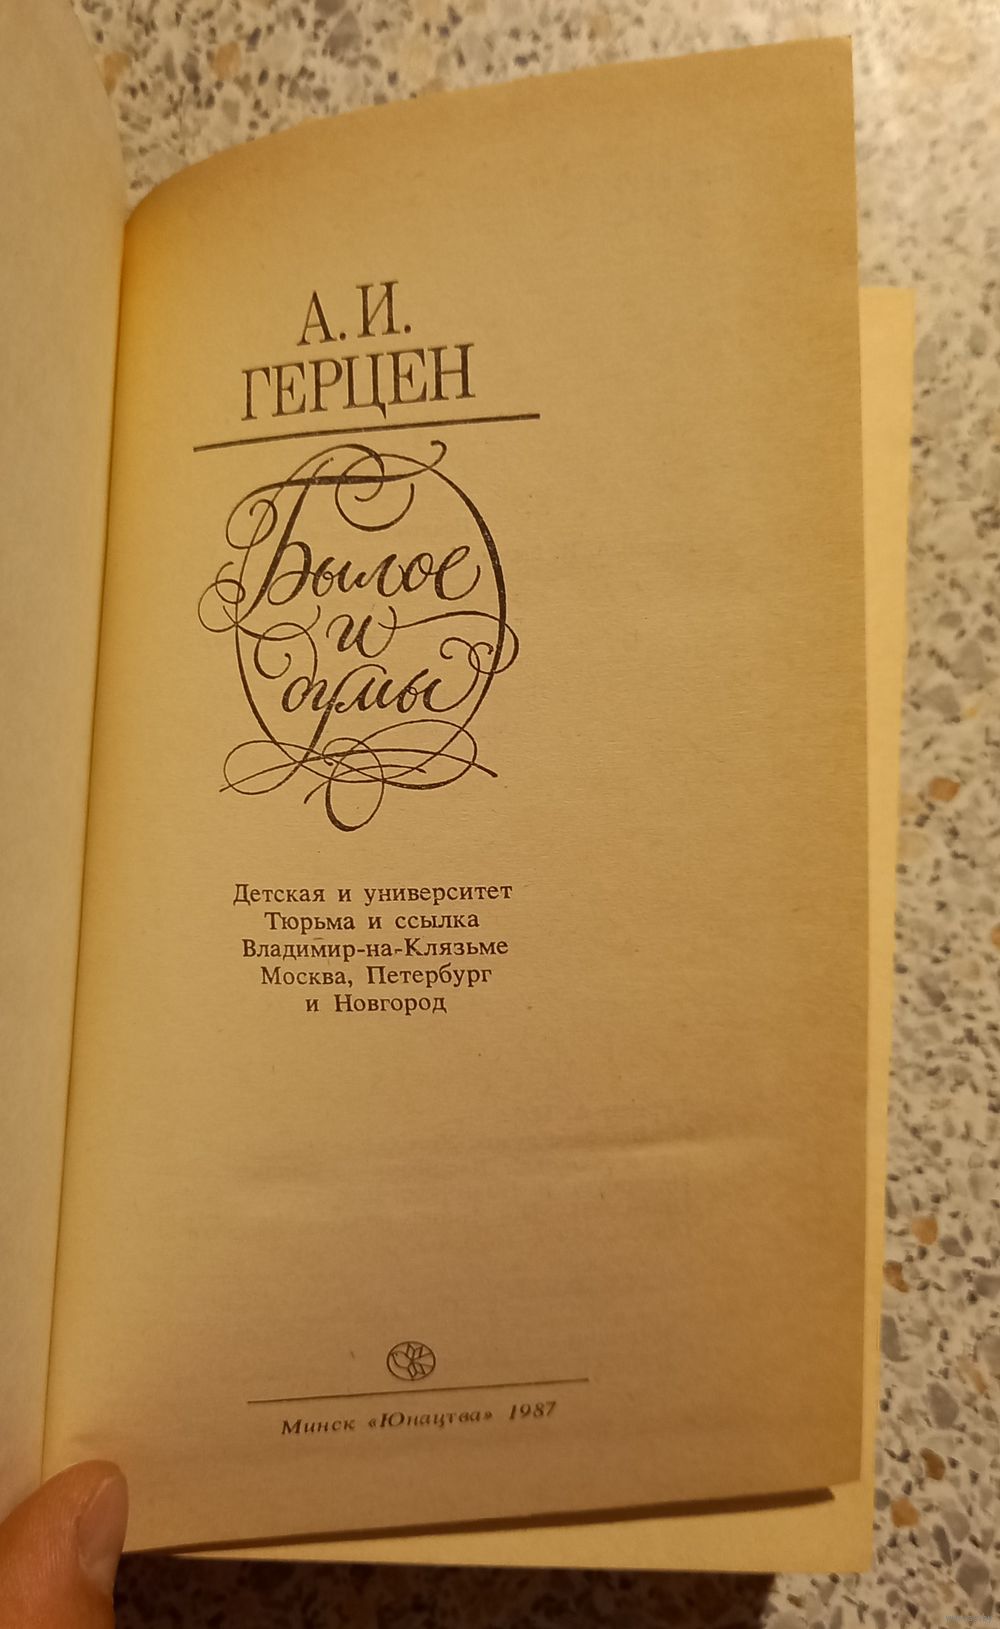 А. И.
ГЕРЦЕН
Былое
и
думы
Детская и университет
Тюрьма и ссылка
Владимир-на-Клязьме
Москва, Петербург
и Новгород
Минск «Юнацтва» 1987